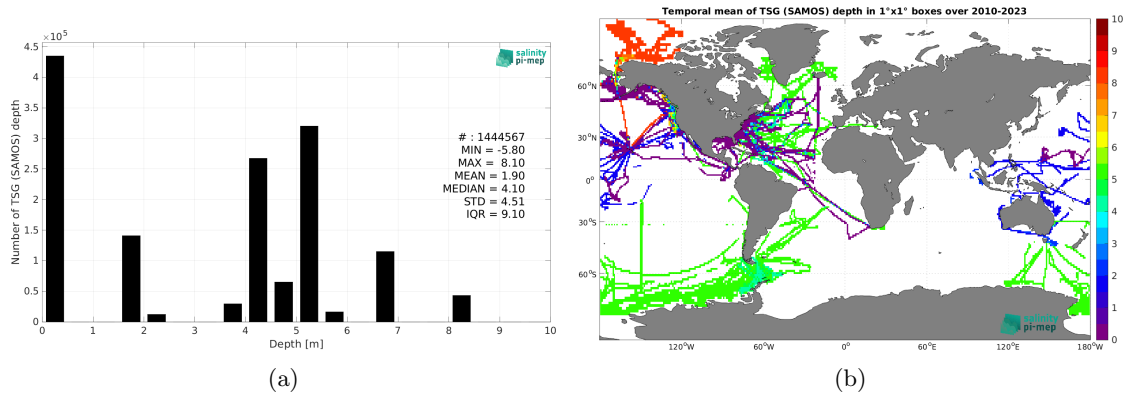 ×10⁵
4.5
4
3.5
3
2.5
2
1.5
1
0.5
0
Number of TSG (SAMOS) depth
0 1 2 3 4 5 6 7 8 9 10
Depth [m]
salinity
pi-mep
# : 1444567
MIN = -5.80
MAX = 8.10
MEAN = 1.90
MEDIAN = 4.10
STD = 4.51
IQR = 9.10
(a)
Temporal mean of TSG (SAMOS) depth in 1°x1° boxes over 2010-2023
60°N
30°N
0°
30°S
60°S
120°W 60°W 0° 60°E 120°E 180°W
salinity
pi-mep
10
9
8
7
6
5
4
3
2
1
0
(b)